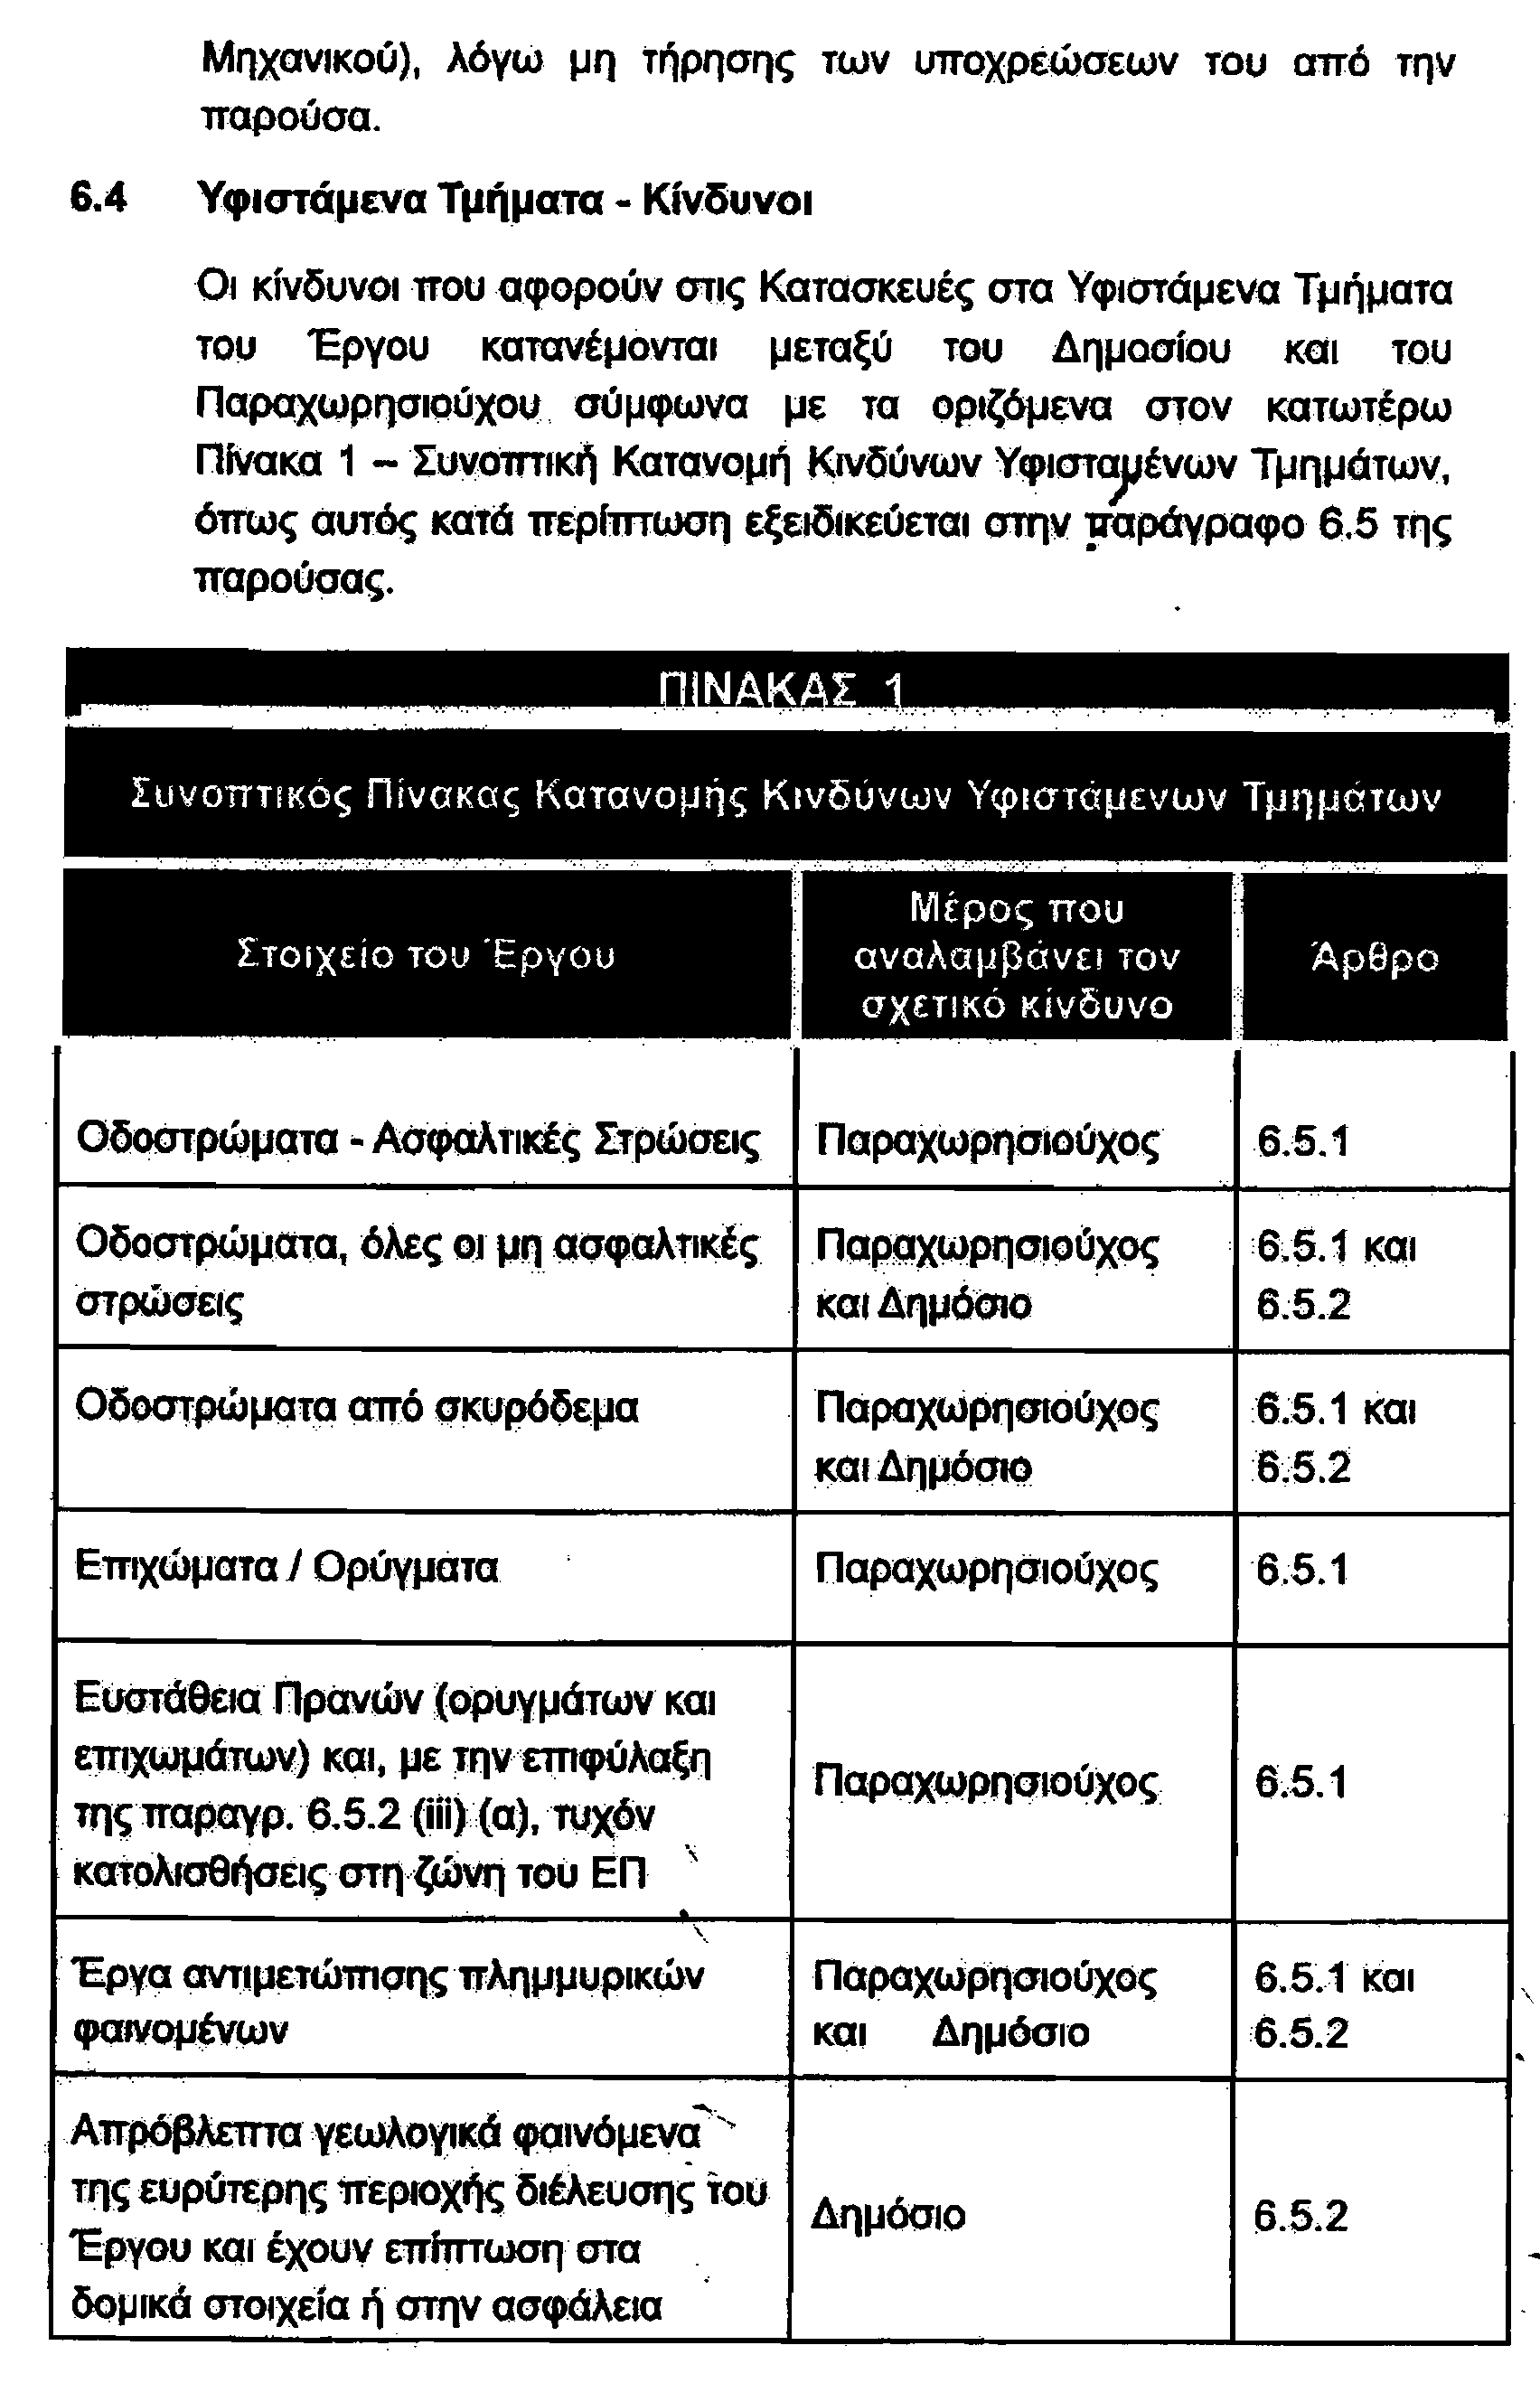 Μηχανικού), λόγω μη τήρησης των υποχρεώσεων του από την
παρούσα.
6.4 Υφιστάμενα Τμήματα - Κίνδυνοι
Οι κίνδυνοι που αφορούν στις Κατασκευές στα Υφιστάμενα Τμήματα
του Έργου κατανέμονται μεταξύ του Δημοσίου και του
Παραχωρησιούχου σύμφωνα με τα οριζόμενα στον κατωτέρω
Πίνακα 1 – Συνοπτική Κατανομή Κινδύνων Υφισταμένων Τμημάτων,
όπως αυτός κατά περίπτωση εξειδικεύεται στην παράγραφο 6.5 της
παρούσας.
ΠΙΝΑΚΑΣ 1
Συνοπτικός Πίνακας Κατανομής Κινδύνων Υφιστάμενων Τμημάτων
Στοιχείο του Έργου
Μέρος που
αναλαμβάνει τον
σχετικό κίνδυνο
Άρθρο
Οδοστρώματα - Ασφαλτικές Στρώσεις Παραχωρησιούχος 6.5.1
Οδοστρώματα, όλες οι μη ασφαλτικές Παραχωρησιούχος 6.5.1 και
στρώσεις και Δημόσιο 6.5.2
Οδοστρώματα από σκυρόδεμα Παραχωρησιούχος 6.5.1 και
και Δημόσιο 6.5.2
Επιχώματα / Ορύγματα Παραχωρησιούχος 6.5.1
Ευστάθεια Πρανών (ορυγμάτων και
επιχωμάτων) και, με την επιφύλαξη
της παραγρ. 6.5.2 (iii) (α), τυχόν
κατολισθήσεις στη ζώνη του ΕΠ
Παραχωρησιούχος 6.5.1
Έργα αντιμετώπισης πλημμυρικών Παραχωρησιούχος 6.5.1 και
φαινομένων και Δημόσιο 6.5.2
Απρόβλεπτα γεωλογικά φαινόμενα
της ευρύτερης περιοχής διέλευσης του
Έργου και έχουν επίπτωση στα
δομικά στοιχεία ή στην ασφάλεια
Δημόσιο 6.5.2